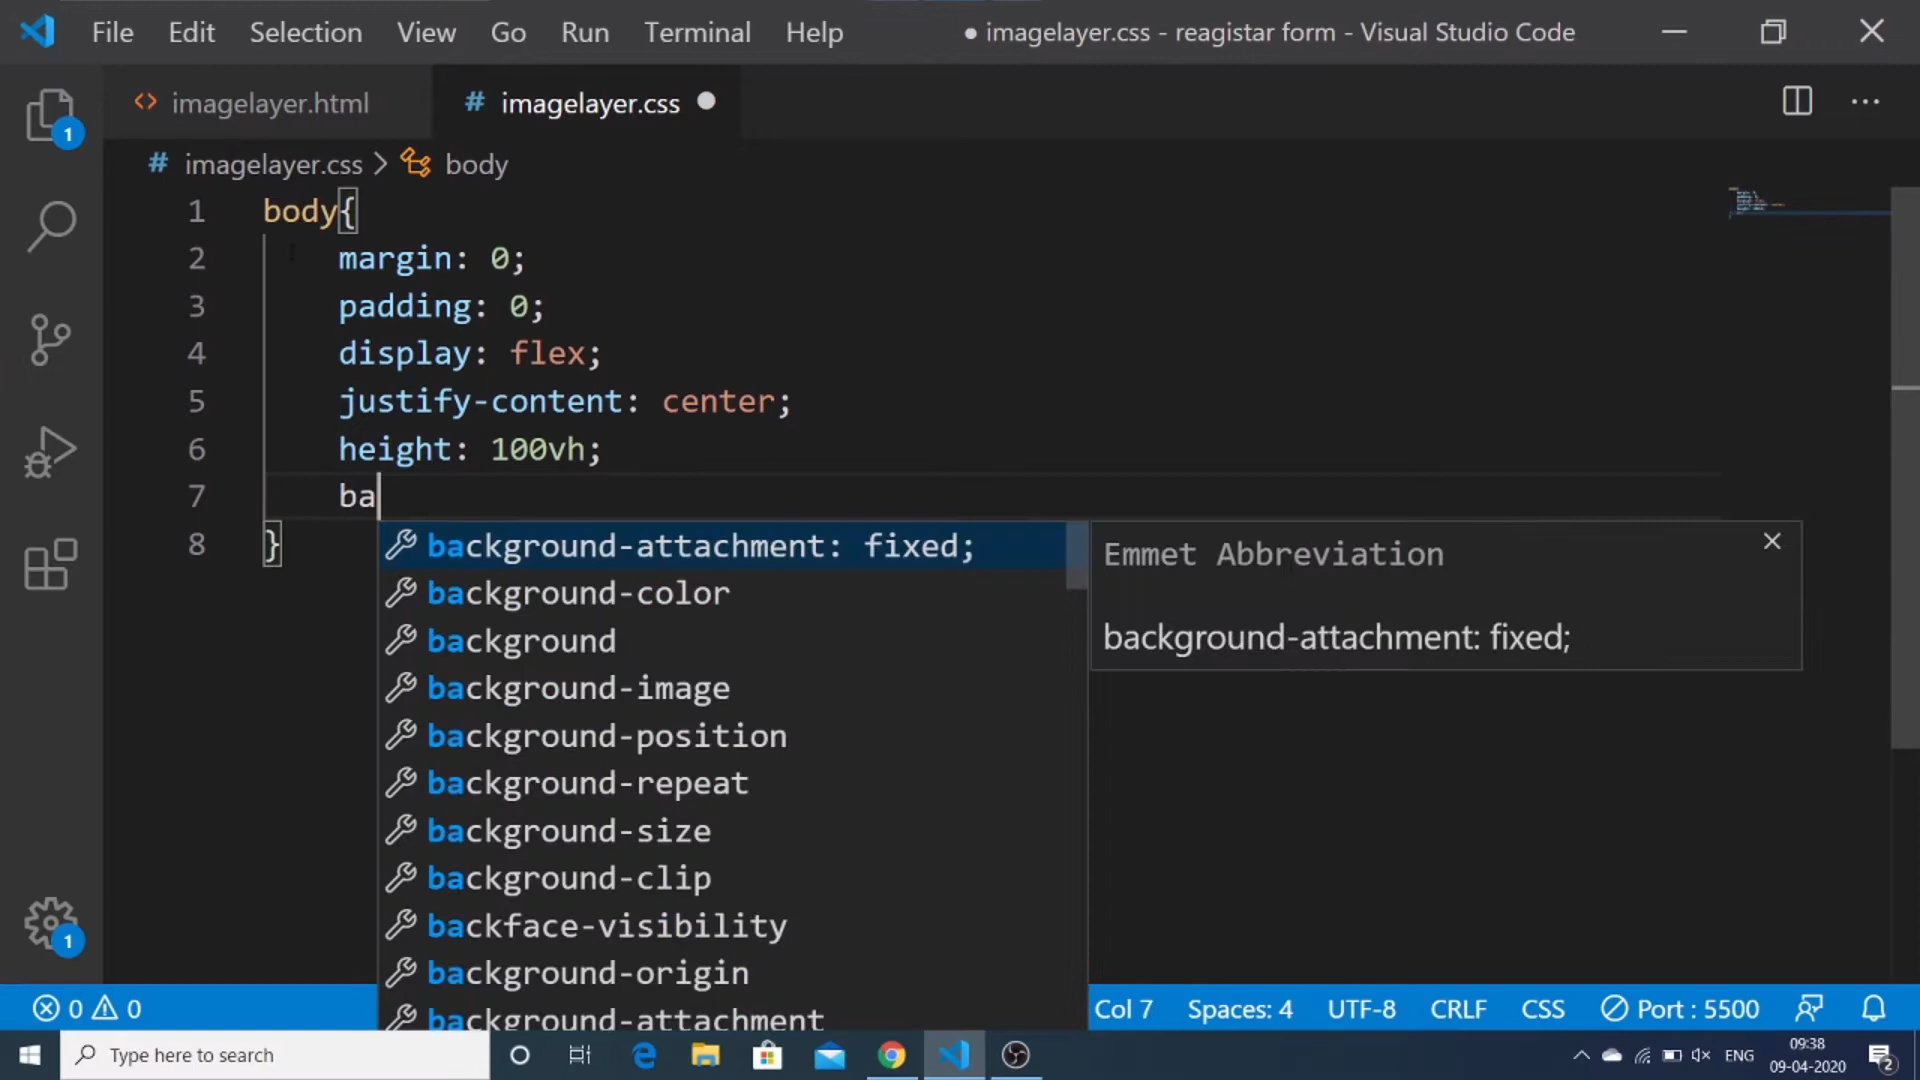 File Edit Selection View Go Run Terminal Help ● imagelayer.css - reagistar form - Visual Studio Code
<> imagelayer.html # imagelayer.css ●
# imagelayer.css > body
1 body{
2 margin: 0;
3 padding: 0;
4 display: flex;
5 justify-content: center;
6 height: 100vh;
7 ba
8 }
background-attachment: fixed;
background-color
background
background-image
background-position
background-repeat
background-size
background-clip
backface-visibility
background-origin
background-attachment
Emmet Abbreviation
background-attachment: fixed;
1
1
0 0 Col 7 Spaces: 4 UTF-8 CRLF CSS Port : 5500
Type here to search ENG 09:38
09-04-2020 2